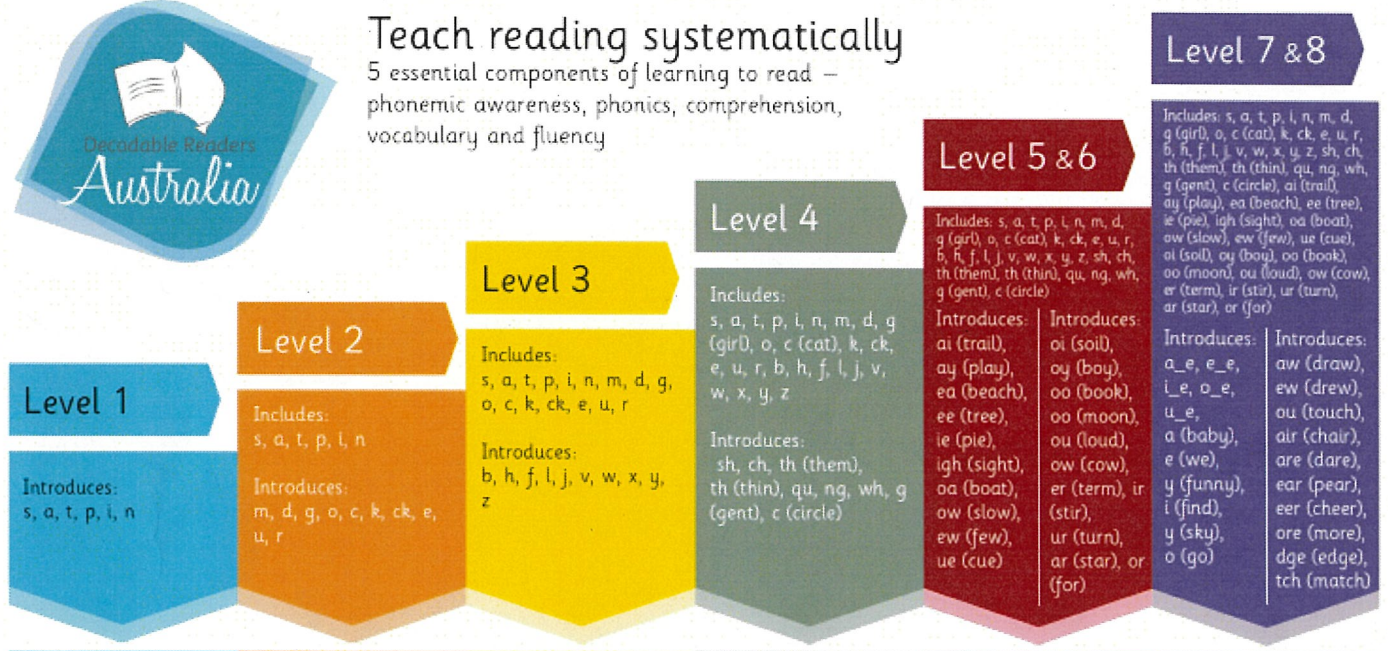 Decodable Readers
Australia
Teach reading systematically
5 essential components of learning to read –
phonemic awareness, phonics, comprehension,
vocabulary and fluency
Level 1
Introduces:
s, a, t, p, i, n
Level 2
Includes:
s, a, t, p, i, n
Introduces:
m, d, g, o, c, k, ck, e,
u, r
Level 3
Includes:
s, a, t, p, i, n, m, d, g,
o, c, k, ck, e, u, r
Introduces:
b, h, f, l, j, v, w, x, y,
z
Level 4
Includes:
s, a, t, p, i, n, m, d, g
(girl), o, c (cat), k, ck,
e, u, r, b, h, f, l, j, v,
w, x, y, z
Introduces:
sh, ch, th (them),
th (thin), qu, ng, wh, g
(gent), c (circle)
Level 5 & 6
Includes: s, a, t, p, i, n, m, d,
g (girl), o, c (cat), k, ck, e, u, r,
b, h, f, l, j, v, w, x, y, z, sh, ch,
th (them), th (thin), qu, ng, wh,
g (gent), c (circle)
Introduces:
ai (trail),
ay (play),
ea (beach),
ee (tree),
ie (pie),
igh (sight),
oa (boat),
ow (slow),
ew (few),
ue (cue)
Introduces:
oi (soil),
oy (boy),
oo (book),
oo (moon),
ou (loud),
ow (cow),
er (term), ir
(stir),
ur (turn),
ar (star), or
(for)
Level 7 & 8
Includes: s, a, t, p, i, n, m, d,
g (girl), o, c (cat), k, ck, e, u, r,
b, h, f, l, j, v, w, x, y, z, sh, ch,
th (them), th (thin), qu, ng, wh,
g (gent), c (circle), ai (trail),
ay (play), ea (beach), ee (tree),
ie (pie), igh (sight), oa (boat),
ow (slow), ew (few), ue (cue),
oi (soil), oy (boy), oo (book),
oo (moon), ou (loud), ow (cow),
er (term), ir (stir), ur (turn),
ar (star), or (for)
Introduces:
a_e, e_e,
i_e, o_e,
u_e,
a (baby),
e (we),
y (funny),
i (find),
y (sky),
o (go)
Introduces:
aw (draw),
ew (drew),
ou (touch),
air (chair),
are (dare),
ear (pear),
eer (cheer),
ore (more),
dge (edge),
tch (match)